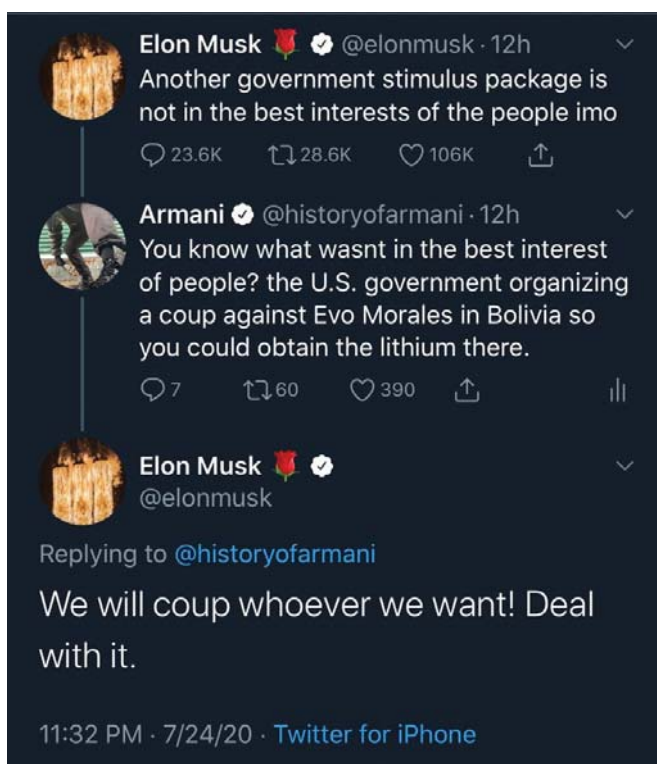 Elon Musk 🌹 @elonmusk · 12h
Another government stimulus package is
not in the best interests of the people imo
23.6K 28.6K 106K
Armani @historyofarmani · 12h
You know what wasnt in the best interest
of people? the U.S. government organizing
a coup against Evo Morales in Bolivia so
you could obtain the lithium there.
7 60 390
Elon Musk 🌹
@elonmusk
Replying to @historyofarmani
We will coup whoever we want! Deal
with it.
11:32 PM · 7/24/20 · Twitter for iPhone